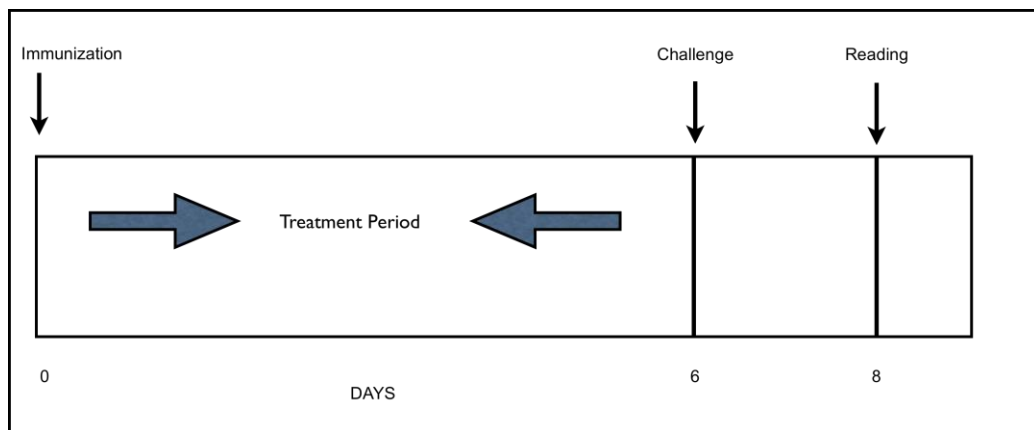 Immunization
Challenge
Reading
Treatment Period
0
6
8
DAYS